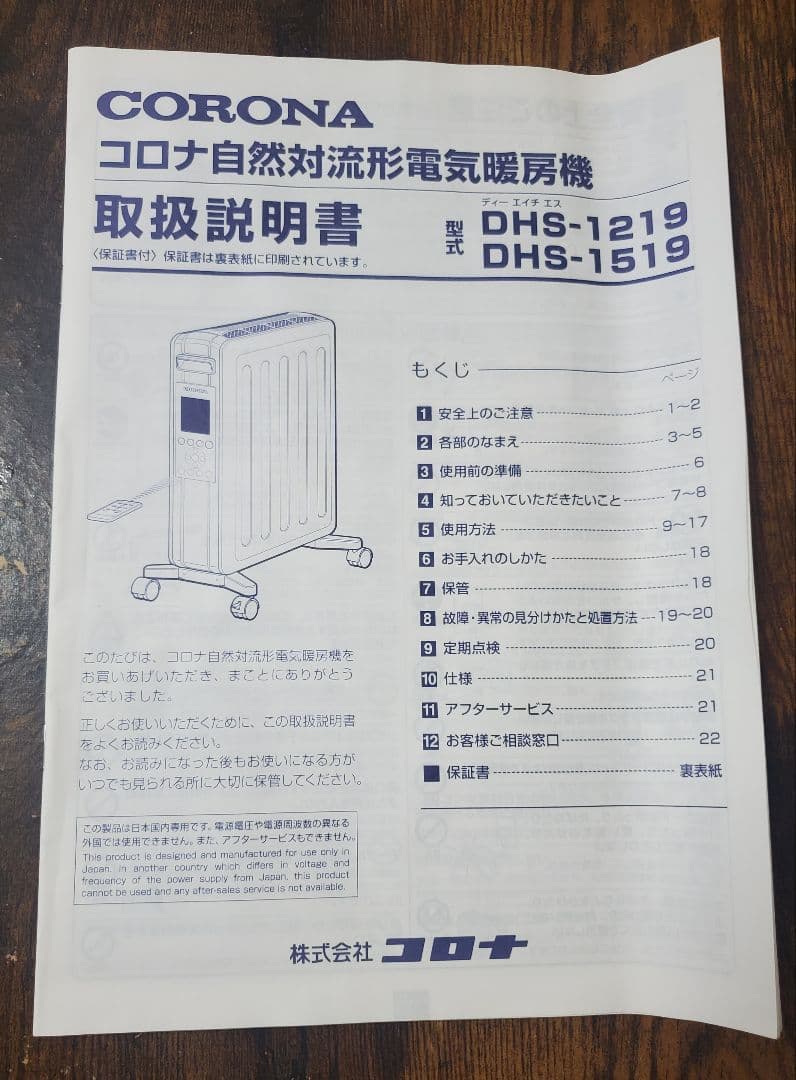 CORONA
コロナ自然対流形電気暖房機
取扱説明書
〈保証書付〉保証書は裏表紙に印刷されています。
型式
ディー エイチ エス
DHS-1219
DHS-1519
CORONA
もくじ
ページ
1 安全上のご注意 1~2
2 各部のなまえ 3~5
3 使用前の準備 6
4 知っておいていただきたいこと 7~8
5 使用方法 9~17
6 お手入れのしかた 18
7 保管 18
8 故障・異常の見分けかたと処置方法 19~20
9 定期点検 20
10 仕様 21
11 アフターサービス 21
12 お客様ご相談窓口 22
■ 保証書 裏表紙
このたびは、コロナ自然対流形電気暖房機を
お買いあげいただき、まことにありがとう
ございました。
正しくお使いいただくために、この取扱説明書
をよくお読みください。
なお、お読みになった後もお使いになる方が
いつでも見られる所に大切に保管してください。
この製品は日本国内専用です。電源電圧や電源周波数の異なる
外国では使用できません。また、アフターサービスもできません。
This product is designed and manufactured for use only in
Japan. In another country which differs in voltage and
frequency of the power supply from Japan, this product
cannot be used and any after-sales service is not available.
株式会社 コロナ